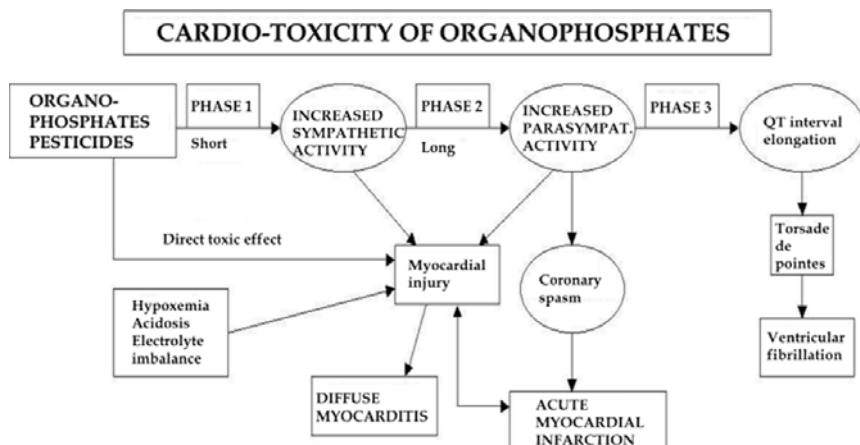 CARDIO-TOXICITY OF ORGANOPHOSPHATES
ORGANO-
PHOSPHATES
PESTICIDES
PHASE 1
Short
INCREASED
SYMPATHETIC
ACTIVITY
PHASE 2
Long
INCREASED
PARASYMPAT.
ACTIVITY
PHASE 3
QT interval
elongation
Direct toxic effect
Myocardial
injury
Coronary
spasm
Torsade
de
pointes
Hypoxemia
Acidosis
Electrolyte
imbalance
Ventricular
fibrillation
DIFFUSE
MYOCARDITIS
ACUTE
MYOCARDIAL
INFARCTION